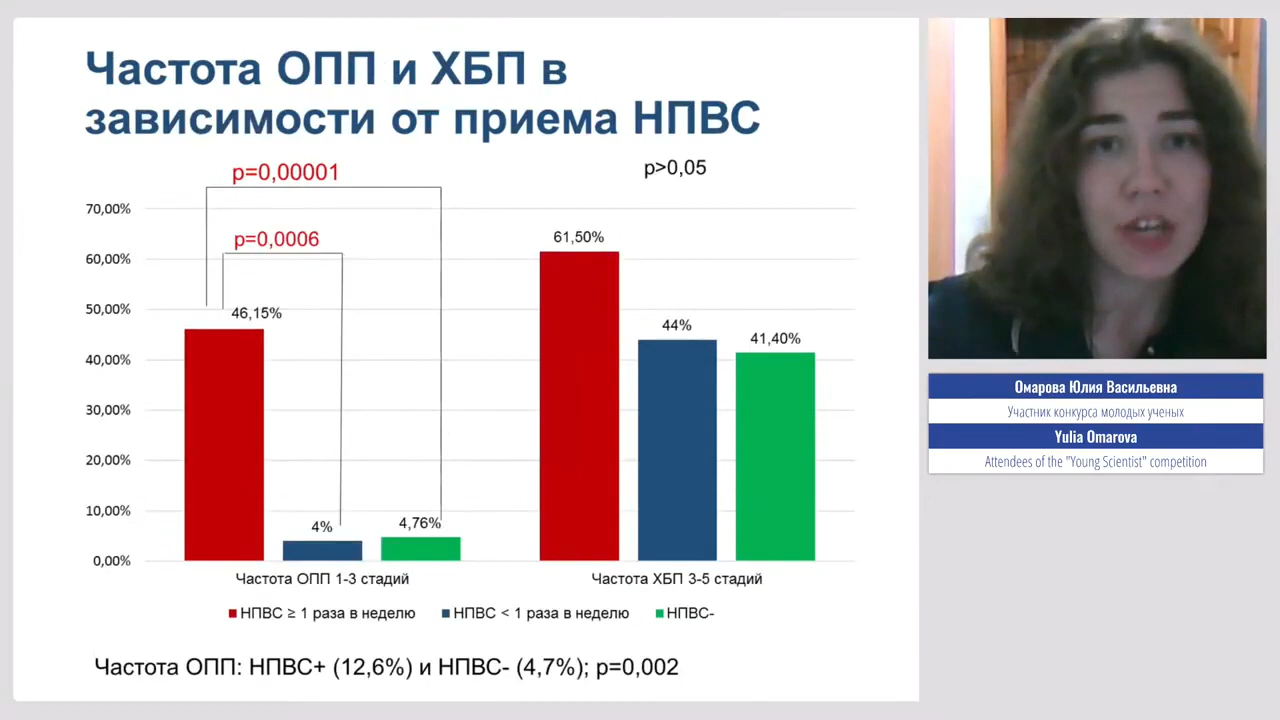 Частота ОПП и ХБП в
зависимости от приема НПВС
p=0,00001
p>0,05
p=0,0006
70,00%
60,00%
50,00%
40,00%
30,00%
20,00%
10,00%
0,00%
46,15%
4%
4,76%
61,50%
44%
41,40%
Частота ОПП 1-3 стадий
Частота ХБП 3-5 стадий
НПВС ≥ 1 раза в неделю
НПВС < 1 раза в неделю
НПВС-
Частота ОПП: НПВС+ (12,6%) и НПВС- (4,7%); p=0,002
Омарова Юлия Васильевна
Участник конкурса молодых ученых
Yulia Omarova
Attendees of the "Young Scientist" competition